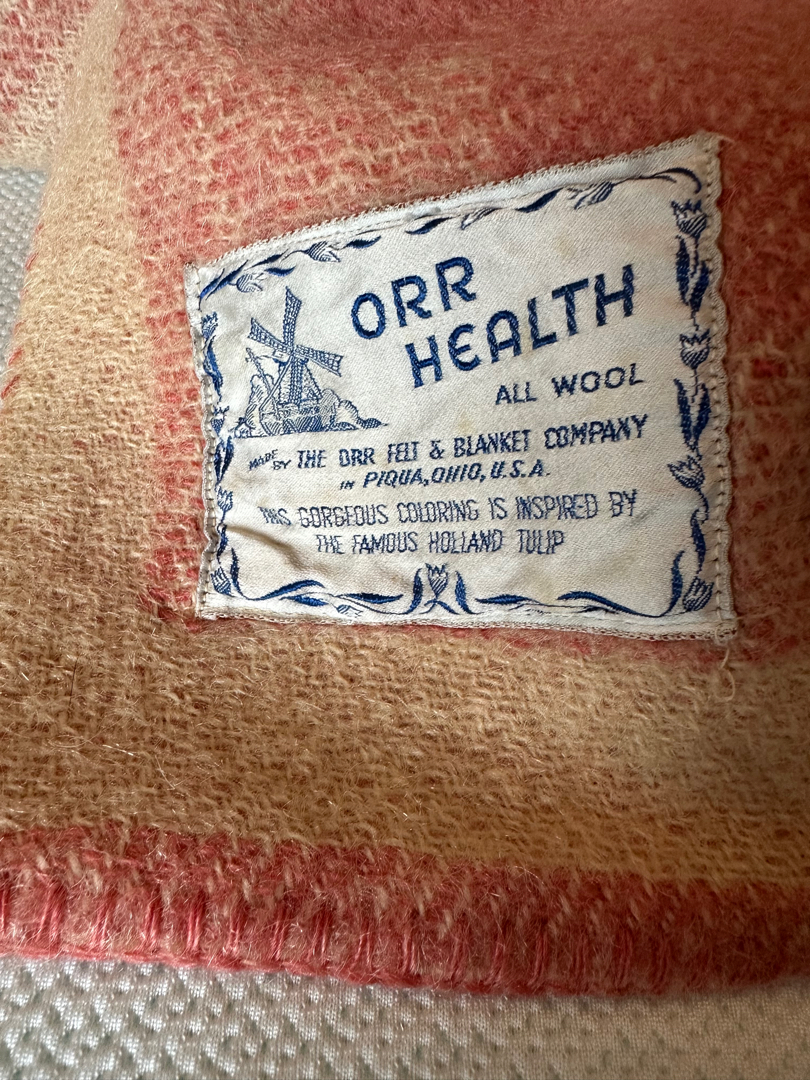 ORR
HEALTH
ALL WOOL
MADE BY THE ORR FELT & BLANKET COMPANY
IN PIQUA, OHIO, U.S.A.
THIS GORGEOUS COLORING IS INSPIRED BY
THE FAMOUS HOLLAND TULIP